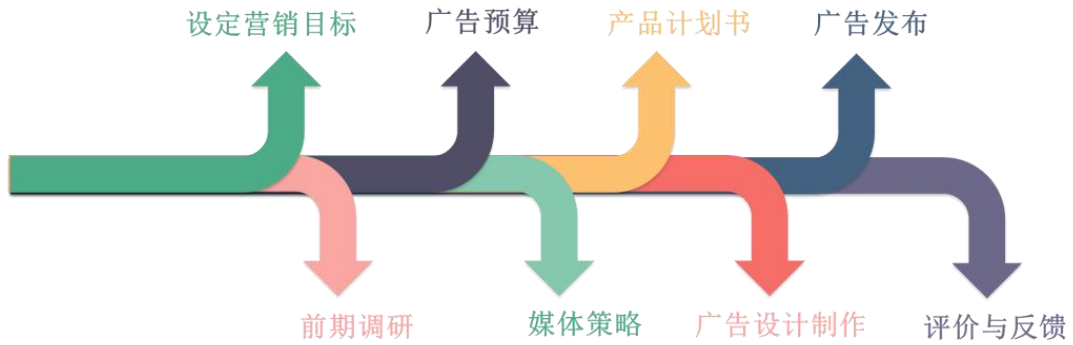 设定营销目标
广告预算
产品计划书
广告发布
前期调研
媒体策略
广告设计制作
评价与反馈